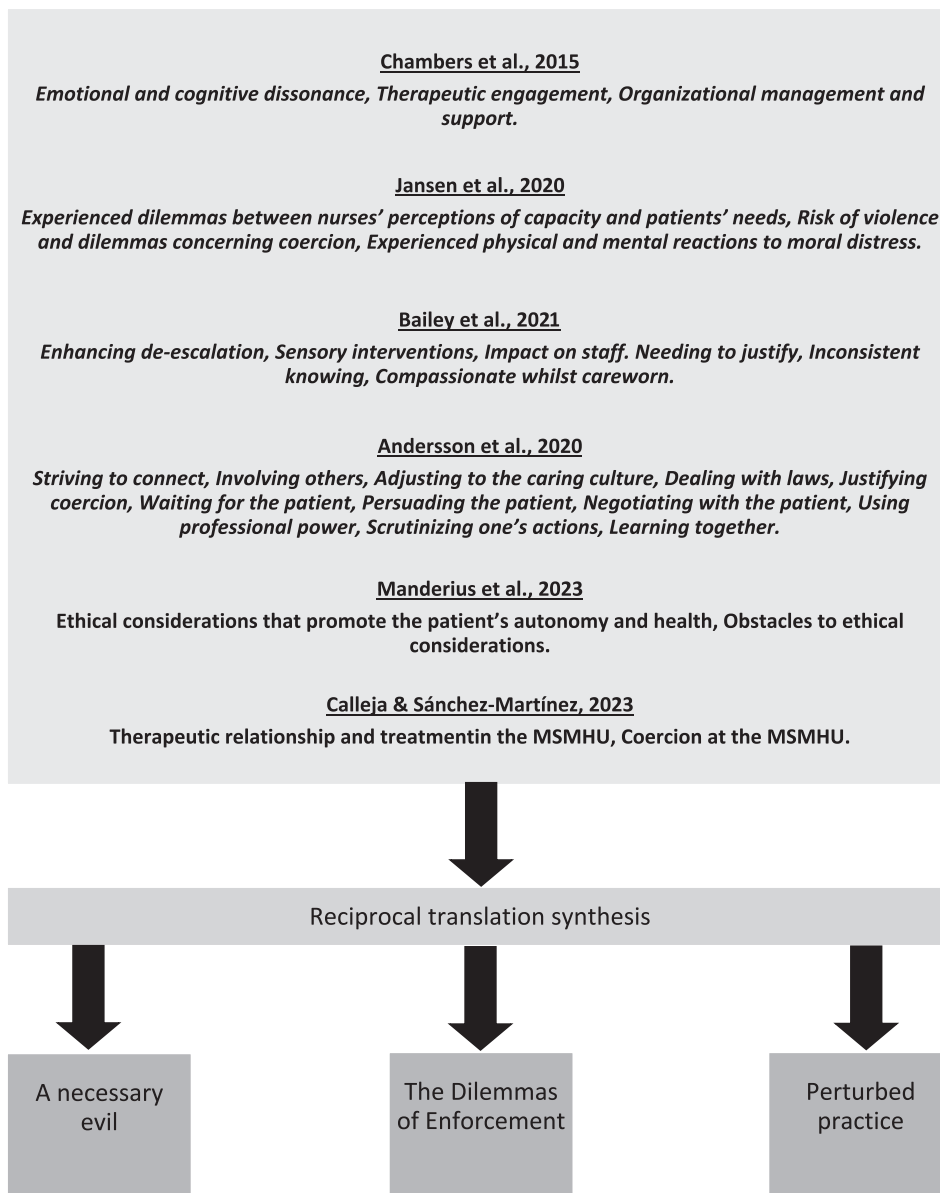 Chambers et al., 2015
Emotional and cognitive dissonance, Therapeutic engagement, Organizational management and
support.
Jansen et al., 2020
Experienced dilemmas between nurses’ perceptions of capacity and patients’ needs, Risk of violence
and dilemmas concerning coercion, Experienced physical and mental reactions to moral distress.
Bailey et al., 2021
Enhancing de-escalation, Sensory interventions, Impact on staff. Needing to justify, Inconsistent
knowing, Compassionate whilst careworn.
Andersson et al., 2020
Striving to connect, Involving others, Adjusting to the caring culture, Dealing with laws, Justifying
coercion, Waiting for the patient, Persuading the patient, Negotiating with the patient, Using
professional power, Scrutinizing one’s actions, Learning together.
Manderius et al., 2023
Ethical considerations that promote the patient’s autonomy and health, Obstacles to ethical
considerations.
Calleja & Sánchez-Martínez, 2023
Therapeutic relationship and treatmentin the MSMHU, Coercion at the MSMHU.
Reciprocal translation synthesis
A necessary
evil
The Dilemmas
of Enforcement
Perturbed
practice